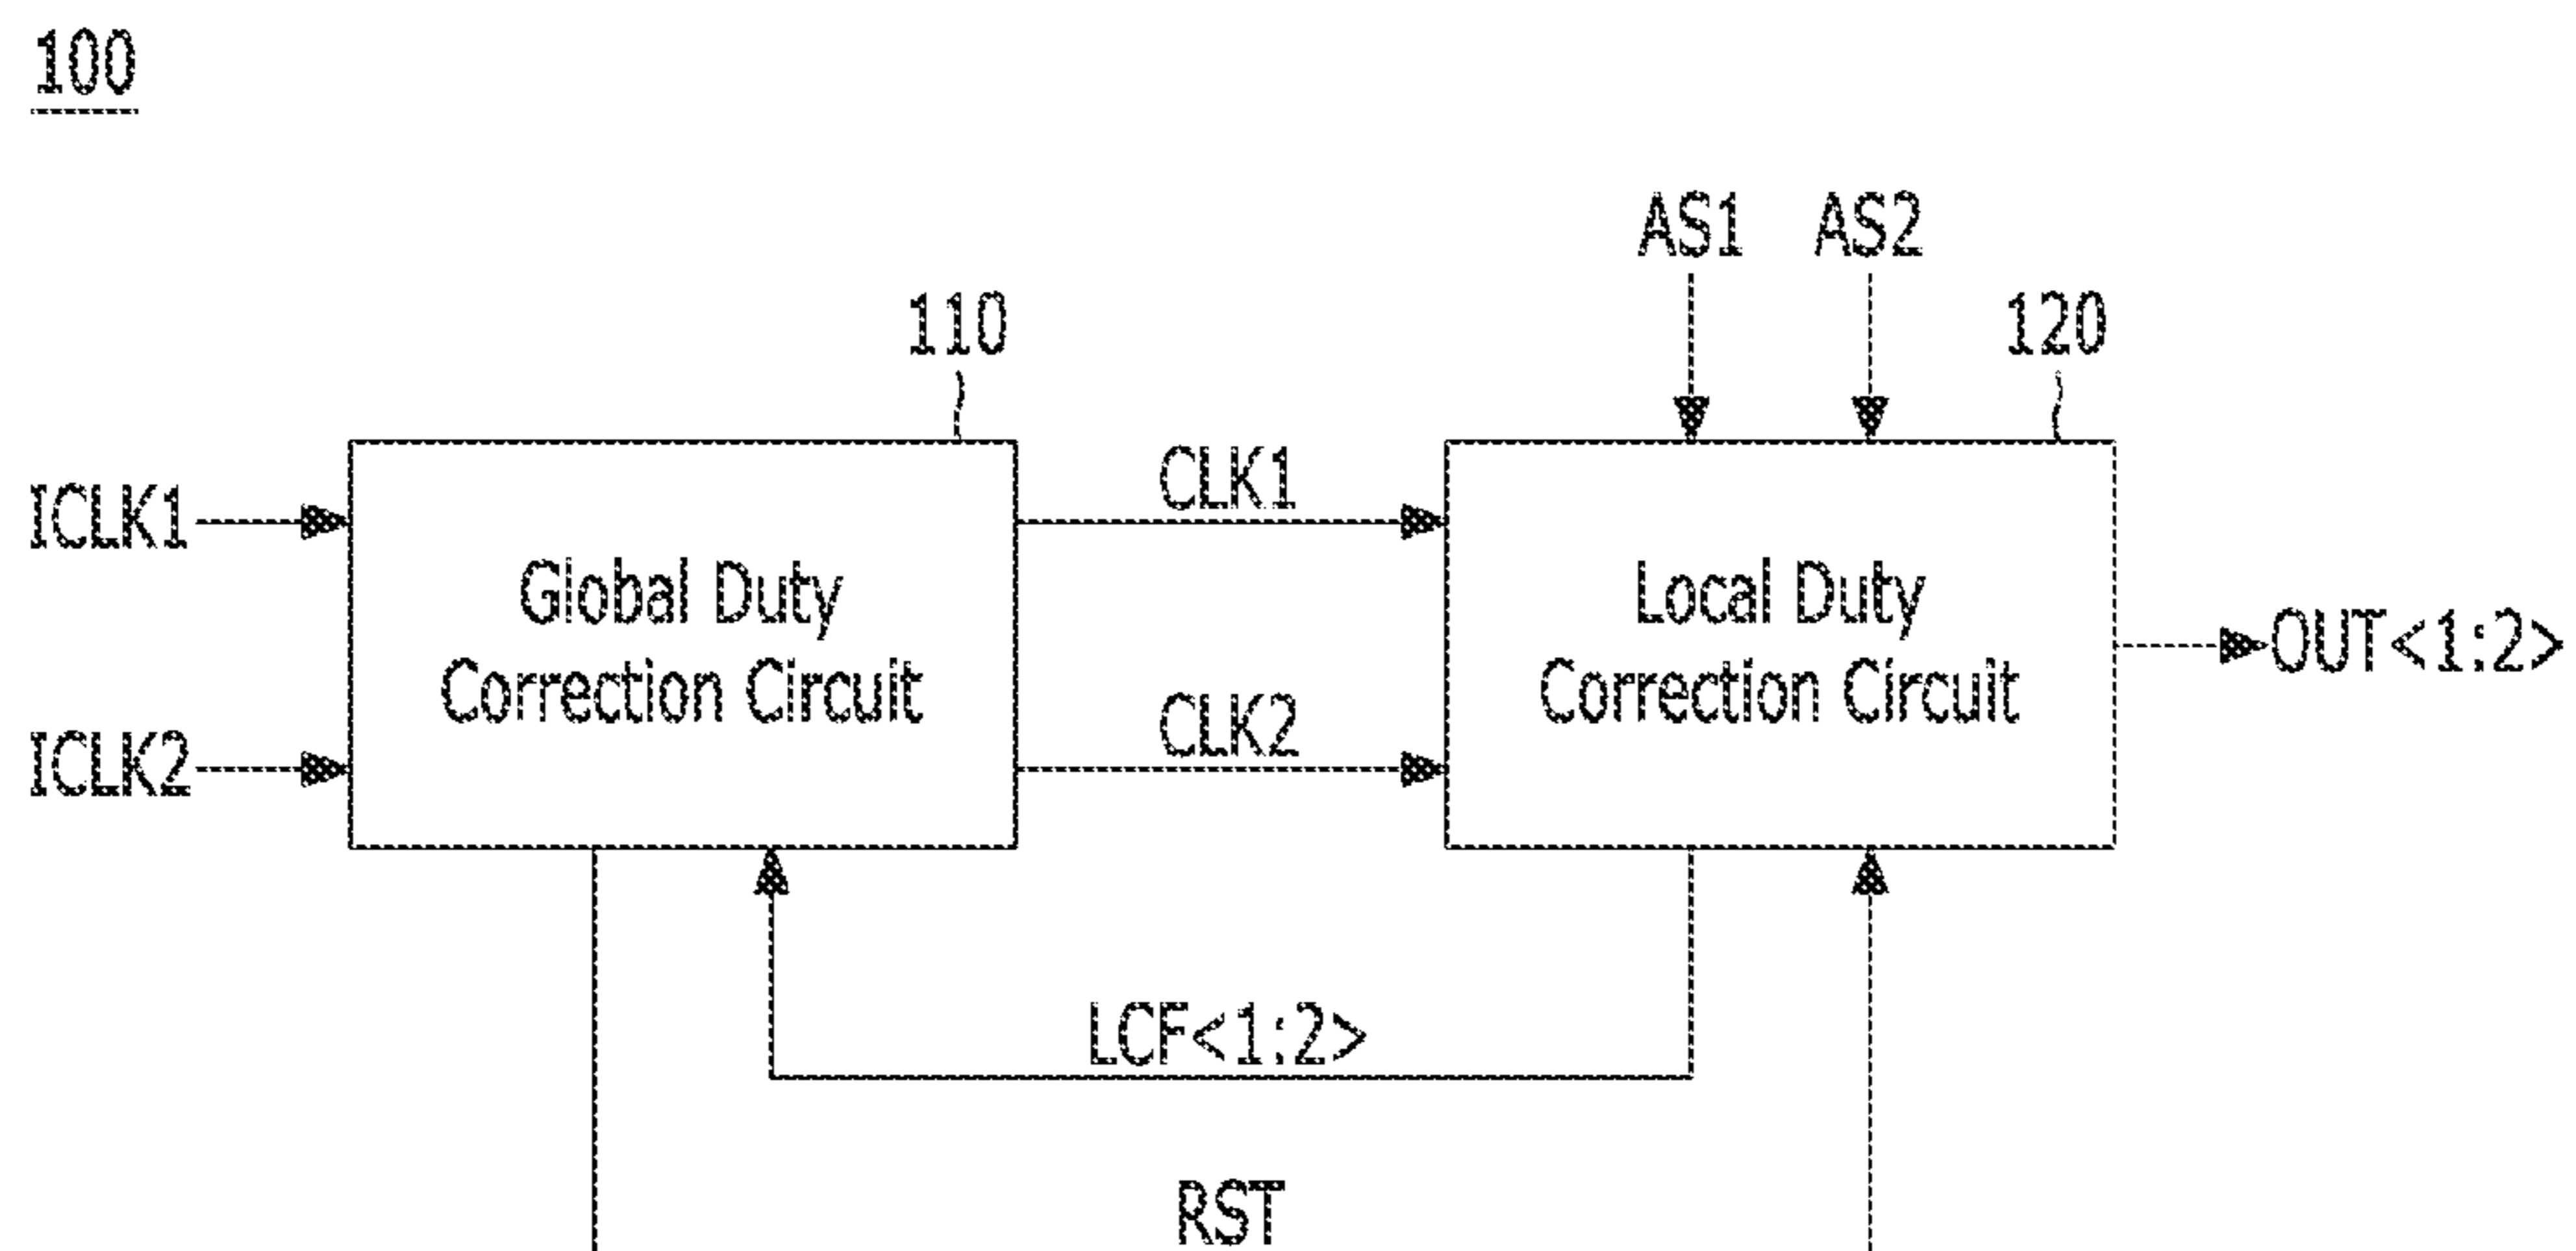 100
AS1 AS2
110
120
ICLK1
CLK1
Global Duty
Correction Circuit
Local Duty
Correction Circuit
OUT<1:2>
ICLK2
CLK2
LCF<1:2>
RST